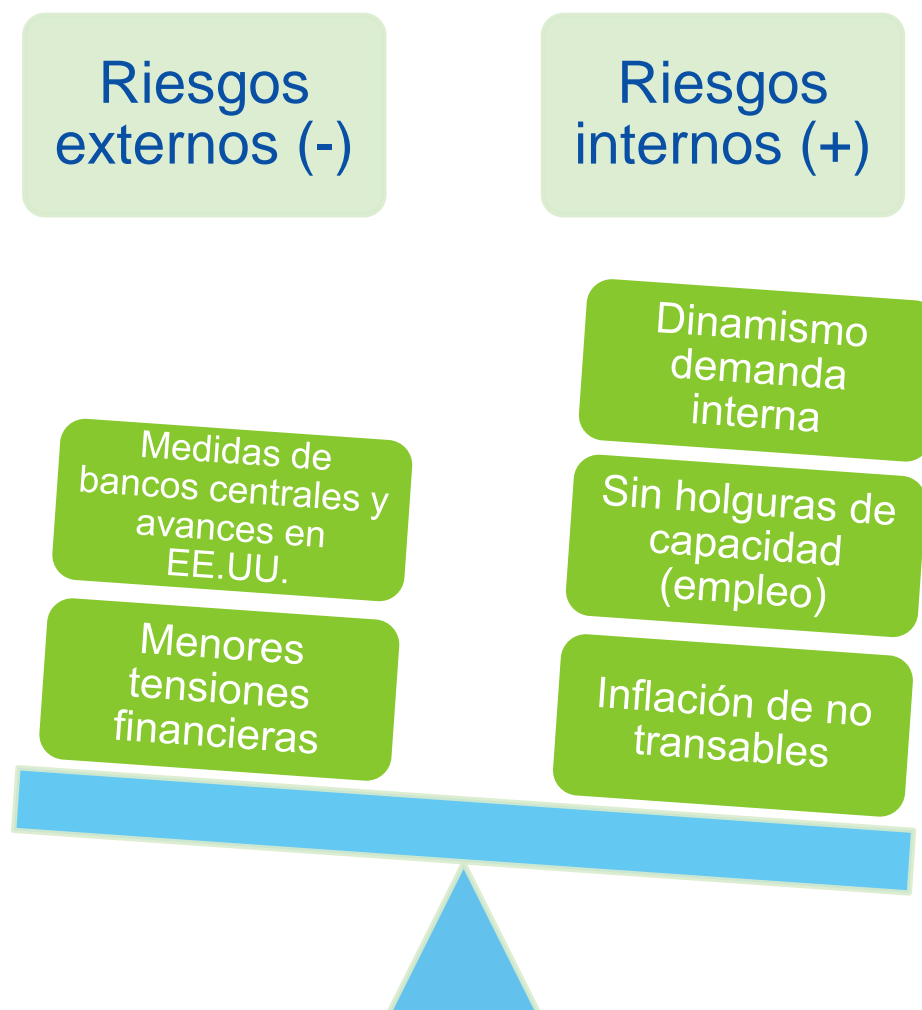 Riesgos
externos (-)
Riesgos
internos (+)
Medidas de
bancos centrales y
avances en
EE.UU.
Menores
tensiones
financieras
Dinamismo
demanda
interna
Sin holguras de
capacidad
(empleo)
Inflación de no
transables